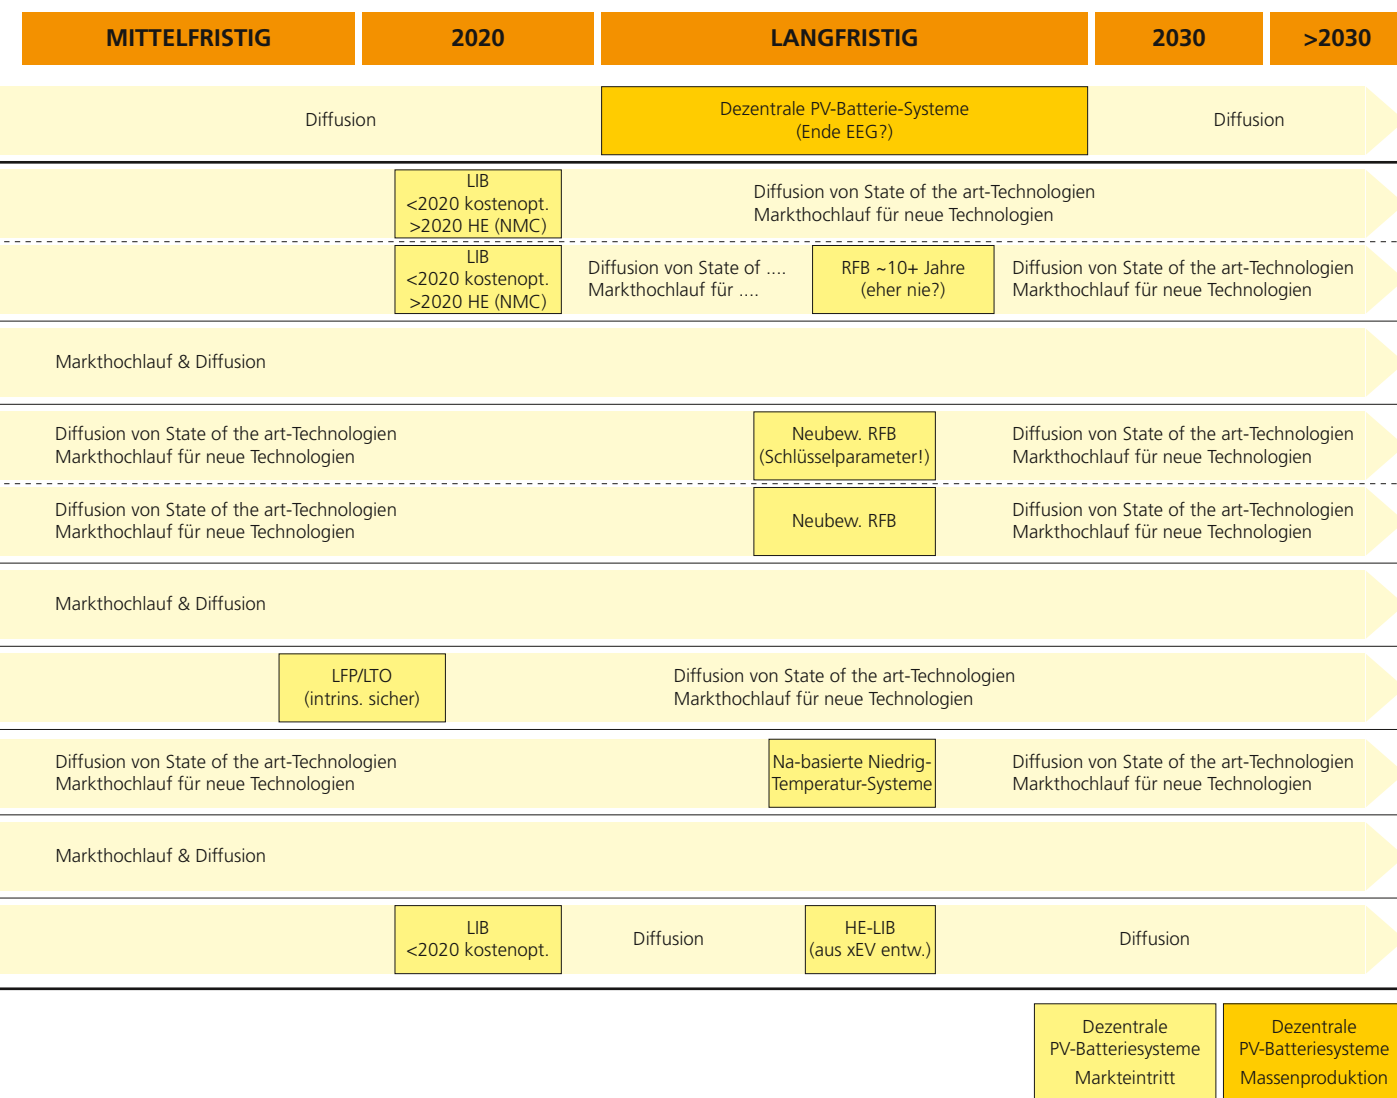 MITTELFRISTIG 2020 LANGFRISTIG 2030 >2030
Diffusion
Dezentrale PV-Batterie-Systeme
(Ende EEG?)
Diffusion
LIB
<2020 kostenopt.
>2020 HE (NMC)
Diffusion von State of the art-Technologien
Markthochlauf für neue Technologien
LIB
<2020 kostenopt.
>2020 HE (NMC)
Diffusion von State of ....
Markthochlauf für ....
RFB ~10+ Jahre
(eher nie?)
Diffusion von State of the art-Technologien
Markthochlauf für neue Technologien
Markthochlauf & Diffusion
Diffusion von State of the art-Technologien
Markthochlauf für neue Technologien
Neubew. RFB
(Schlüsselparameter!)
Diffusion von State of the art-Technologien
Markthochlauf für neue Technologien
Diffusion von State of the art-Technologien
Markthochlauf für neue Technologien
Neubew. RFB
Diffusion von State of the art-Technologien
Markthochlauf für neue Technologien
Markthochlauf & Diffusion
LFP/LTO
(intrins. sicher)
Diffusion von State of the art-Technologien
Markthochlauf für neue Technologien
Diffusion von State of the art-Technologien
Markthochlauf für neue Technologien
Na-basierte Niedrig-
Temperatur-Systeme
Diffusion von State of the art-Technologien
Markthochlauf für neue Technologien
Markthochlauf & Diffusion
LIB
<2020 kostenopt.
Diffusion
HE-LIB
(aus xEV entw.)
Diffusion
Dezentrale
PV-Batteriesysteme
Markteintritt
Dezentrale
PV-Batteriesysteme
Massenproduktion